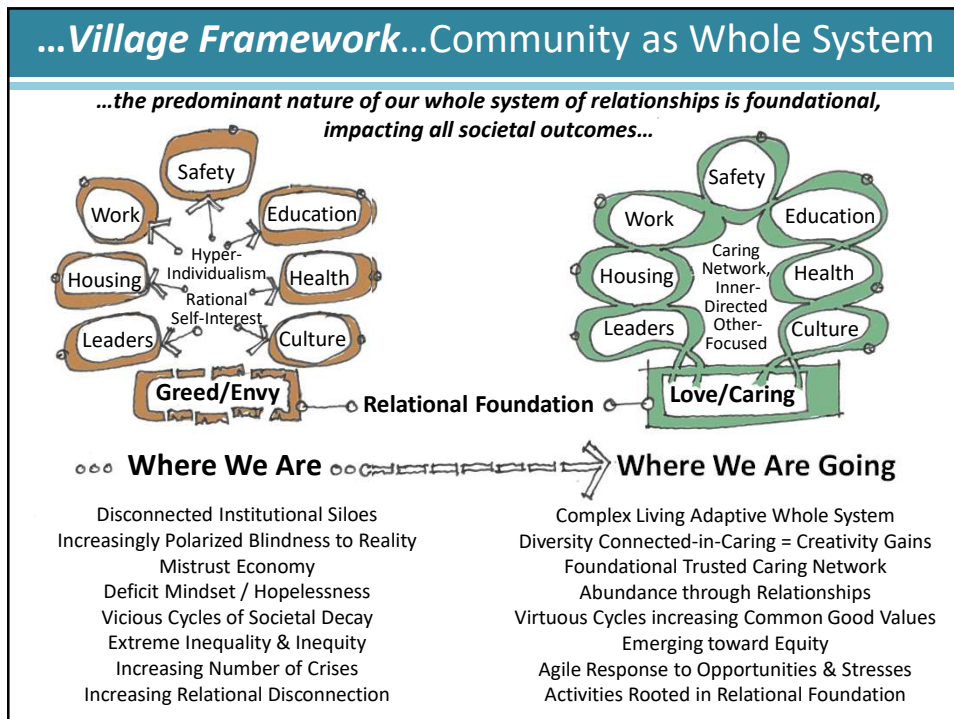 ...Village Framework...Community as Whole System
...the predominant nature of our whole system of relationships is foundational,
impacting all societal outcomes...
Safety
Work
Education
Hyper-
Individualism
Housing
Health
Rational
Self-Interest
Leaders
Culture
Greed/Envy
Safety
Work
Education
Caring
Network,
Inner-
Directed
Other-
Focused
Housing
Health
Leaders
Culture
Love/Caring
Relational Foundation
Where We Are
Where We Are Going
Disconnected Institutional Siloes
Increasingly Polarized Blindness to Reality
Mistrust Economy
Deficit Mindset / Hopelessness
Vicious Cycles of Societal Decay
Extreme Inequality & Inequity
Increasing Number of Crises
Increasing Relational Disconnection
Complex Living Adaptive Whole System
Diversity Connected-in-Caring = Creativity Gains
Foundational Trusted Caring Network
Abundance through Relationships
Virtuous Cycles increasing Common Good Values
Emerging toward Equity
Agile Response to Opportunities & Stresses
Activities Rooted in Relational Foundation